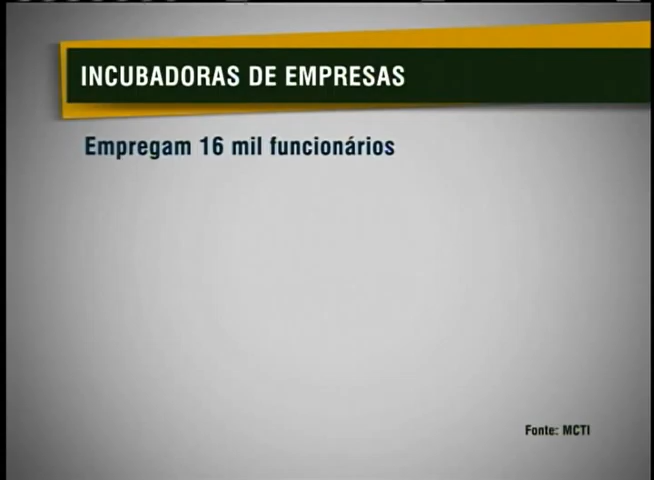 INCUBADORAS DE EMPRESAS
Empregam 16 mil funcionários
Fonte: MCTI